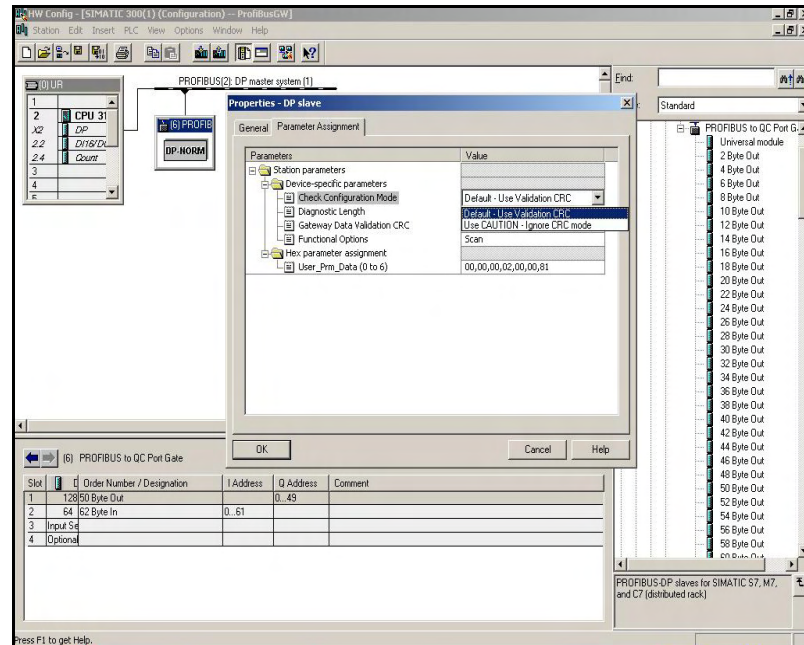 HW Config - [SIMATIC 300(1) (Configuration) -- ProfiBusGW]
Station Edit Insert PLC View Options Window Help
(0) UR
1
2 CPU 31
X2 DP
2.2 DI16/DO
2.4 Count
3
4
5
PROFIBUS(2): DP master system (1)
(6) PROFIB
DP-NORM
Properties - DP slave
General Parameter Assignment
Parameters Value
Station parameters
Device-specific parameters
Check Configuration Mode Default - Use Validation CRC
Diagnostic Length Default - Use Validation CRC
Gateway Data Validation CRC Use CAUTION - Ignore CRC mode
Functional Options Scan
Hex parameter assignment
User_Prm_Data (0 to 6) 00,00,00,02,00,00,81
OK Cancel Help
Find:
Standard
PROFIBUS to QC Port G
Universal module
2 Byte Out
4 Byte Out
6 Byte Out
8 Byte Out
10 Byte Out
12 Byte Out
14 Byte Out
16 Byte Out
18 Byte Out
20 Byte Out
22 Byte Out
24 Byte Out
26 Byte Out
28 Byte Out
30 Byte Out
32 Byte Out
34 Byte Out
36 Byte Out
38 Byte Out
40 Byte Out
42 Byte Out
44 Byte Out
46 Byte Out
48 Byte Out
50 Byte Out
52 Byte Out
54 Byte Out
56 Byte Out
58 Byte Out
60 Byte Out
PROFIBUS-DP slaves for SIMATIC S7, M7,
and C7 (distributed rack)
(6) PROFIBUS to QC Port Gate
Slot D Order Number / Designation I Address Q Address Comment
1 128 50 Byte Out 0...49
2 64 62 Byte In 0...61
3 Input Se
4 Optional
Press F1 to get Help.